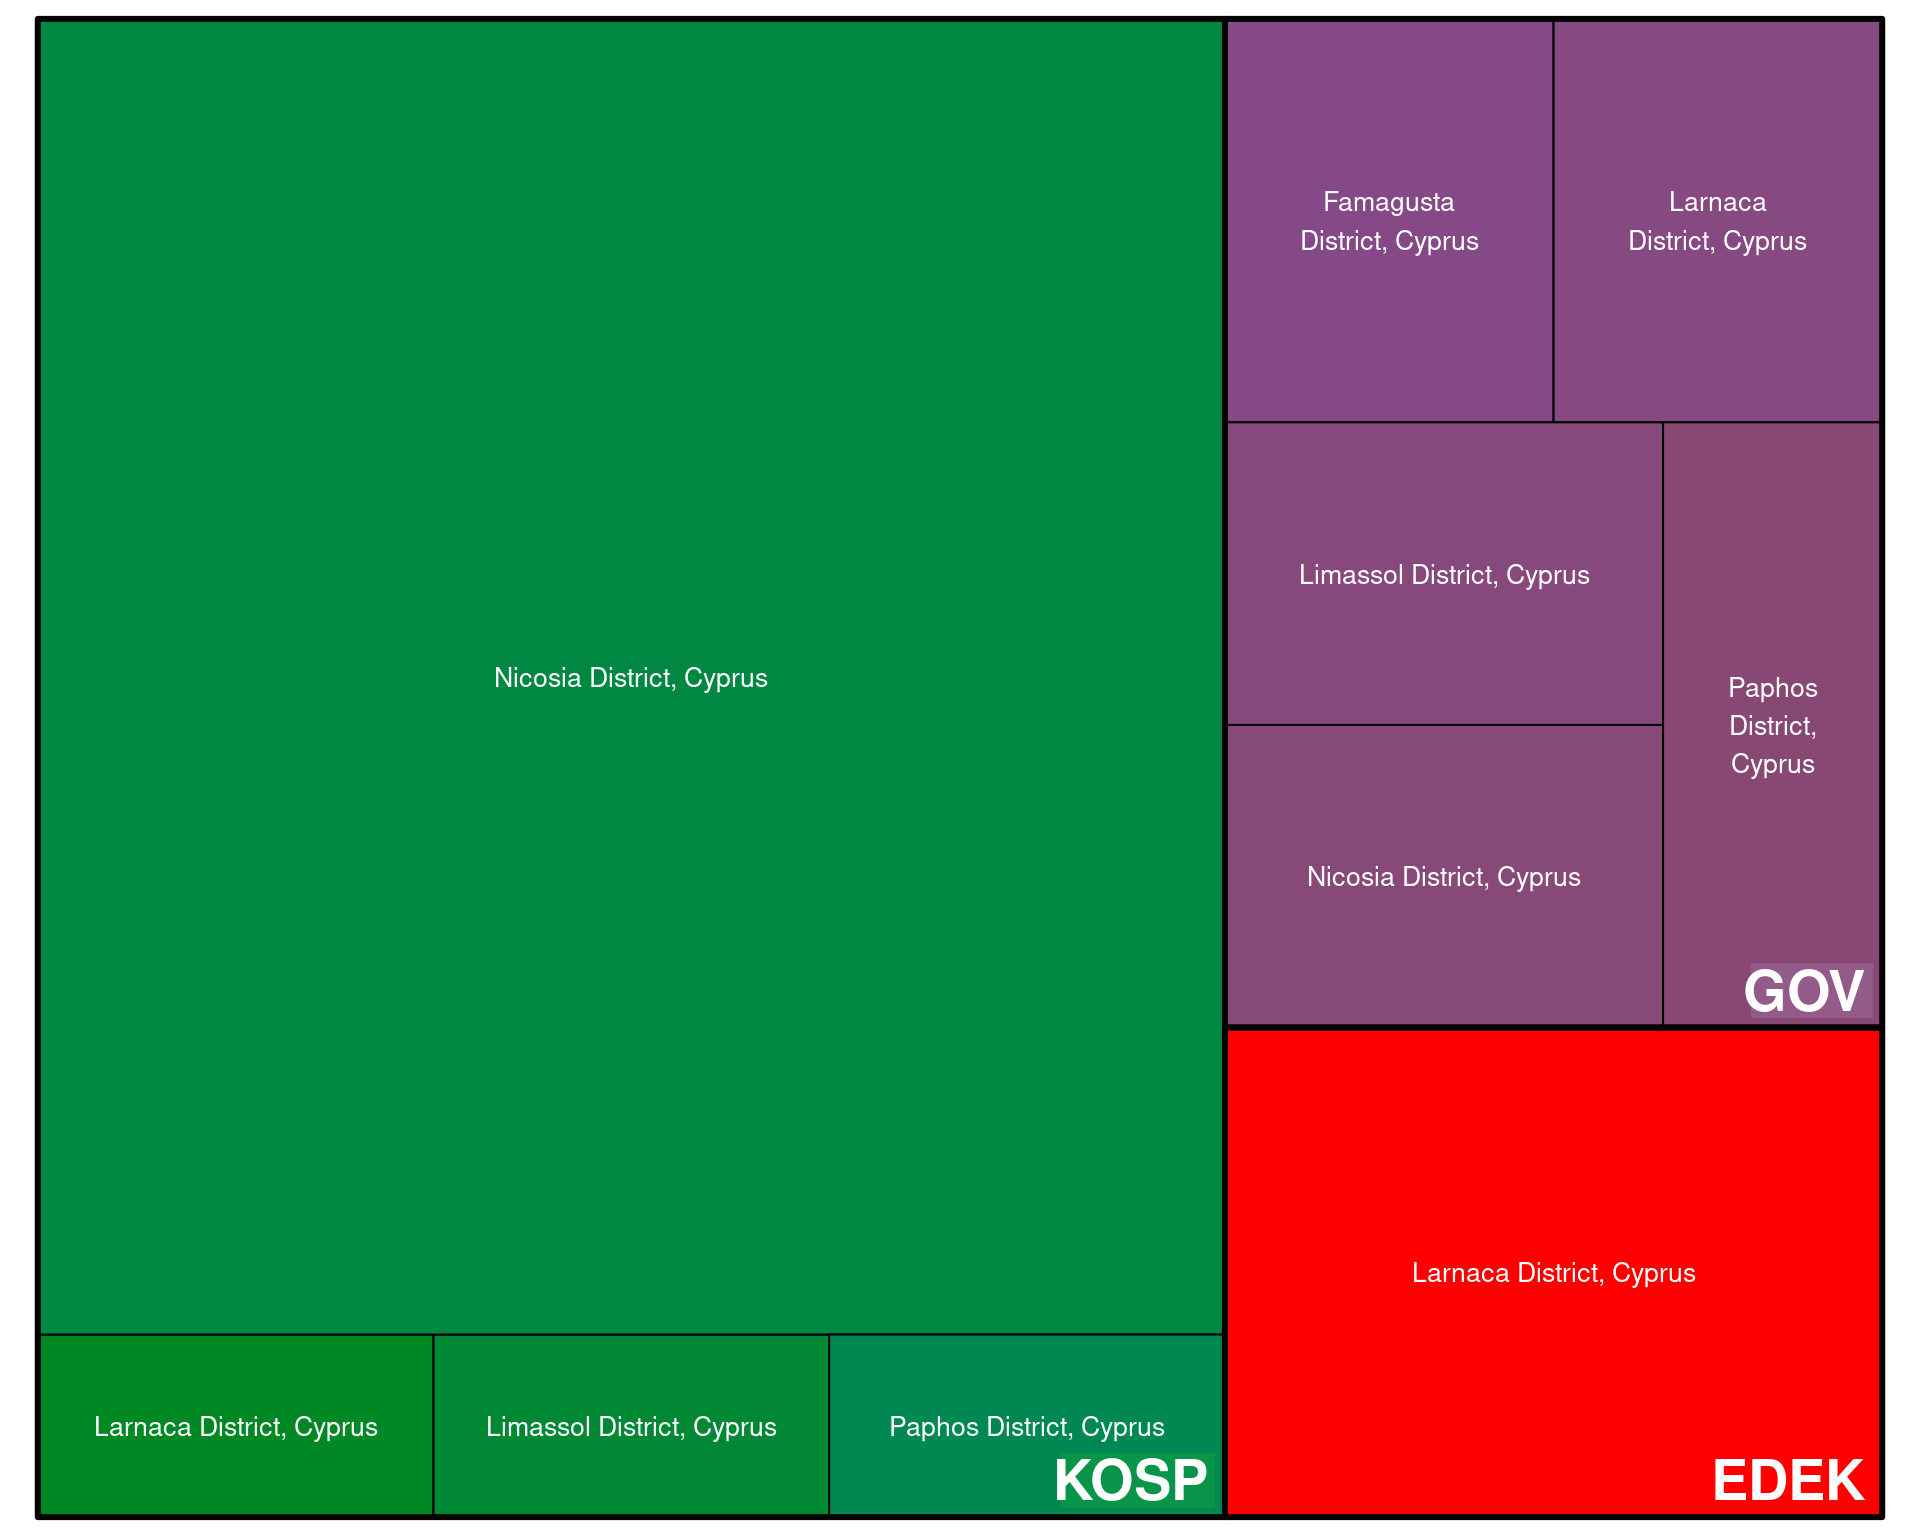 Nicosia District, Cyprus
Larnaca District, Cyprus
Limassol District, Cyprus
Paphos District, Cyprus
KOSP
Famagusta
District, Cyprus
Larnaca
District, Cyprus
Limassol District, Cyprus
Nicosia District, Cyprus
Paphos
District,
Cyprus
GOV
Larnaca District, Cyprus
EDEK